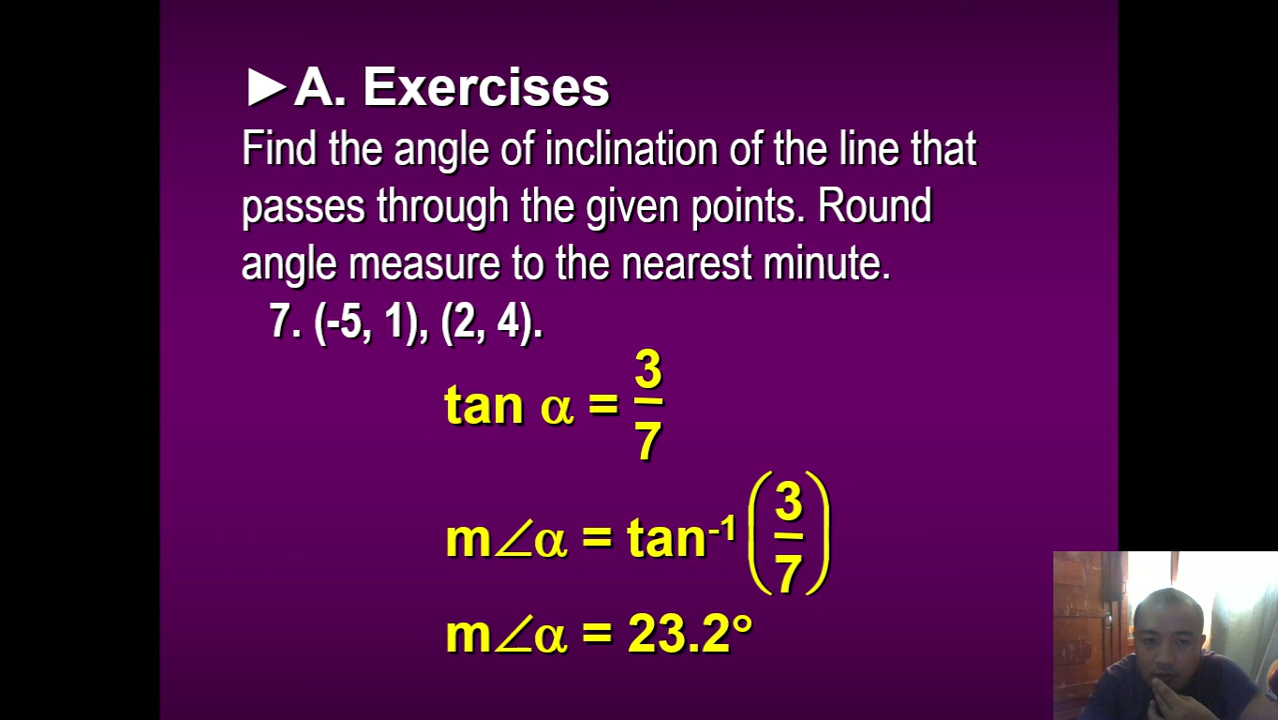 ►A. Exercises
Find the angle of inclination of the line that
passes through the given points. Round
angle measure to the nearest minute.
7. (-5, 1), (2, 4).
tan α = 3/7
m∠α = tan⁻¹(3/7)
m∠α = 23.2°